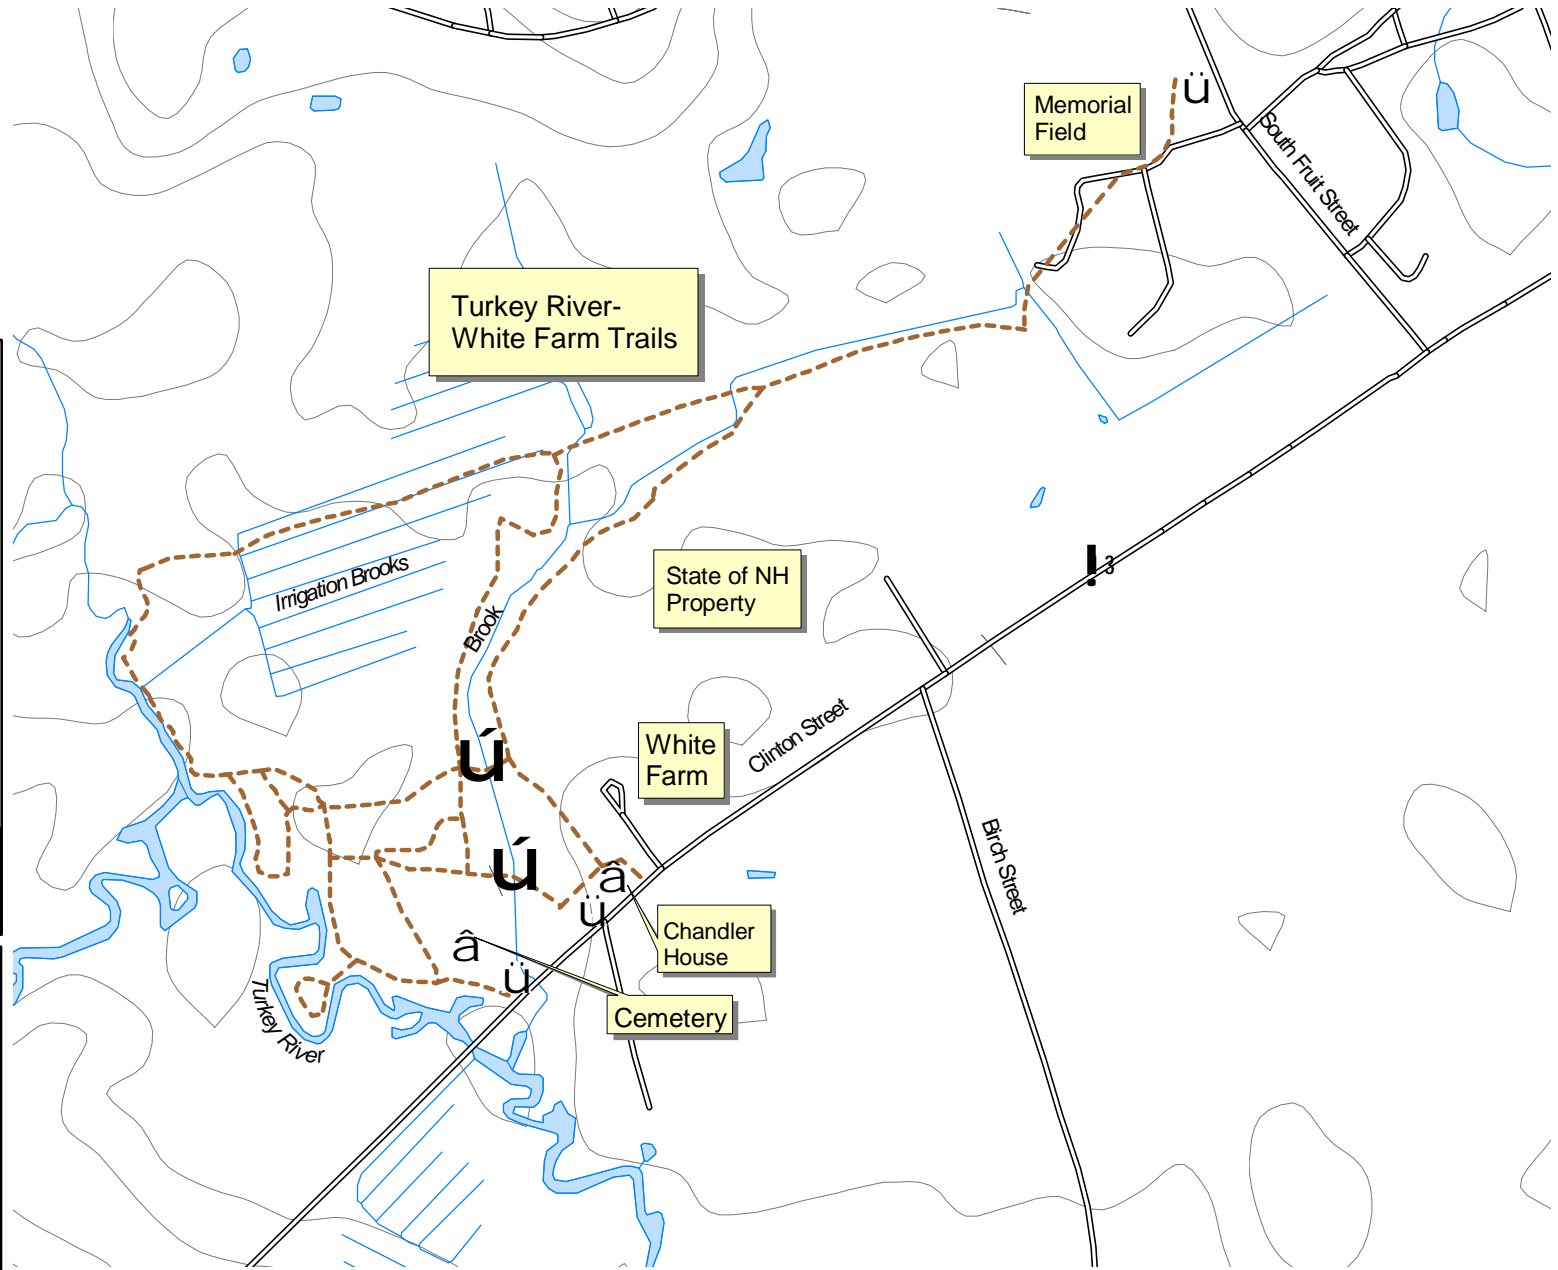 ü
Memorial
Field
South Fruit Street
Turkey River-
White Farm Trails
! 3
State of NH
Property
Irrigation Brooks
Brook
White
Farm
Clinton Street
ú
Birch Street
ú
â
ü
Chandler
House
â
ü
Cemetery
Turkey River